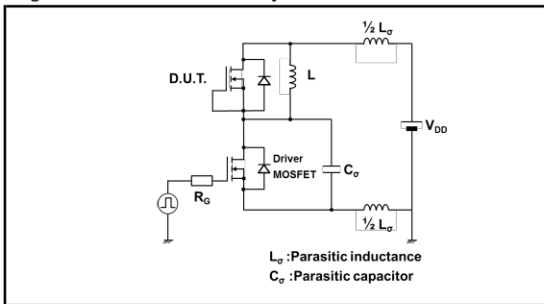 ½ Lσ
D.U.T.
L
VDD
Driver
MOSFET
Cσ
RG
½ Lσ
Lσ :Parasitic inductance
Cσ :Parasitic capacitor